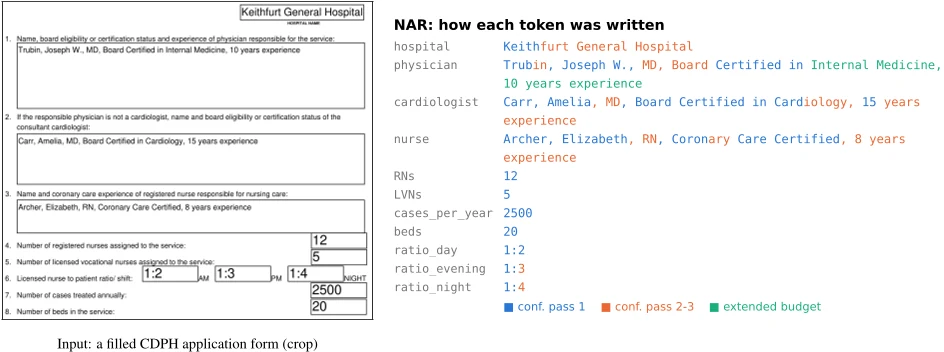 Keithfurt General Hospital
HOSPITAL NAME
1. Name, board eligibility or certification status and experience of physician responsible for the service:
Trubin, Joseph W., MD, Board Certified in Internal Medicine, 10 years experience
2. If the responsible physician is not a cardiologist, name and board eligibility or certification status of the
consultant cardiologist:
Carr, Amelia, MD, Board Certified in Cardiology, 15 years experience
3. Name and coronary care experience of registered nurse responsible for nursing care:
Archer, Elizabeth, RN, Coronary Care Certified, 8 years experience
4. Number of registered nurses assigned to the service: 12
5. Number of licensed vocational nurses assigned to the service: 5
6. Licensed nurse to patient ratio/ shift: 1:2 AM 1:3 PM 1:4 NIGHT
7. Number of cases treated annually: 2500
8. Number of beds in the service: 20
Input: a filled CDPH application form (crop)
NAR: how each token was written
hospital Keithfurt General Hospital
physician Trubin, Joseph W., MD, Board Certified in Internal Medicine,
10 years experience
cardiologist Carr, Amelia, MD, Board Certified in Cardiology, 15 years
experience
nurse Archer, Elizabeth, RN, Coronary Care Certified, 8 years
experience
RNs 12
LVNs 5
cases_per_year 2500
beds 20
ratio_day 1:2
ratio_evening 1:3
ratio_night 1:4
conf. pass 1 conf. pass 2-3 extended budget